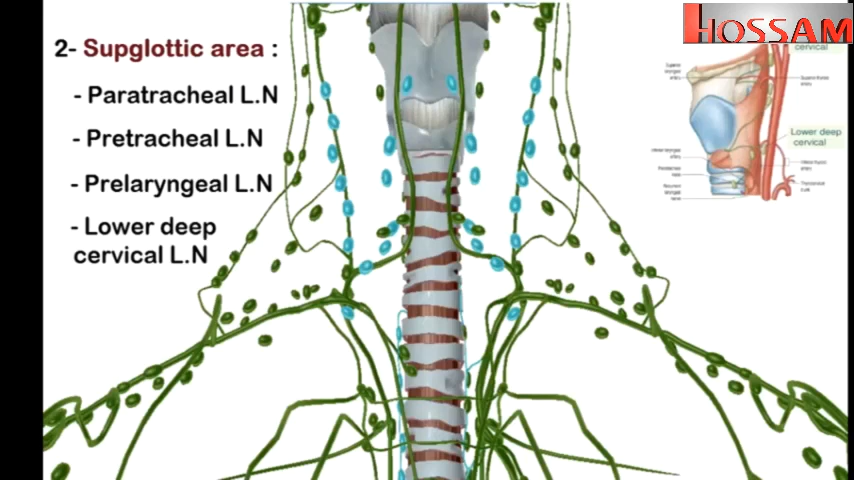 HOSSAM
2- Supglottic area :
- Paratracheal L.N
- Pretracheal L.N
- Prelaryngeal L.N
- Lower deep
cervical L.N
cervical
Lower deep
cervical